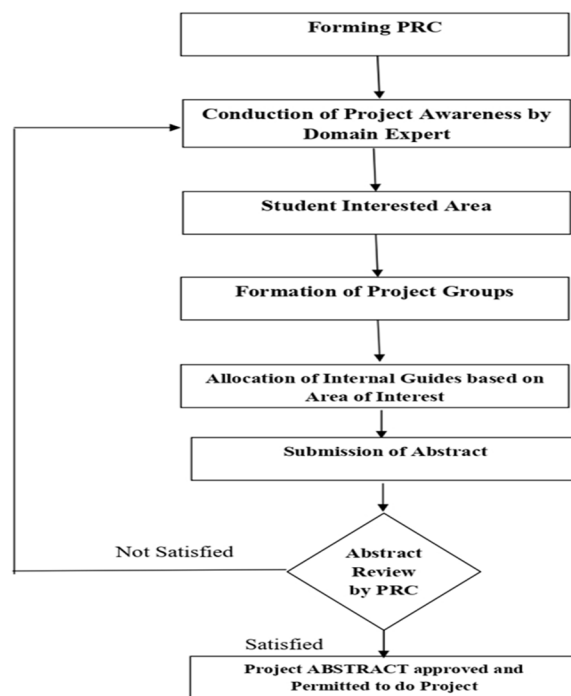 Forming PRC
Conduction of Project Awareness by
Domain Expert
Student Interested Area
Formation of Project Groups
Allocation of Internal Guides based on
Area of Interest
Submission of Abstract
Not Satisfied
Abstract
Review
by PRC
Satisfied
Project ABSTRACT approved and
Permitted to do Project